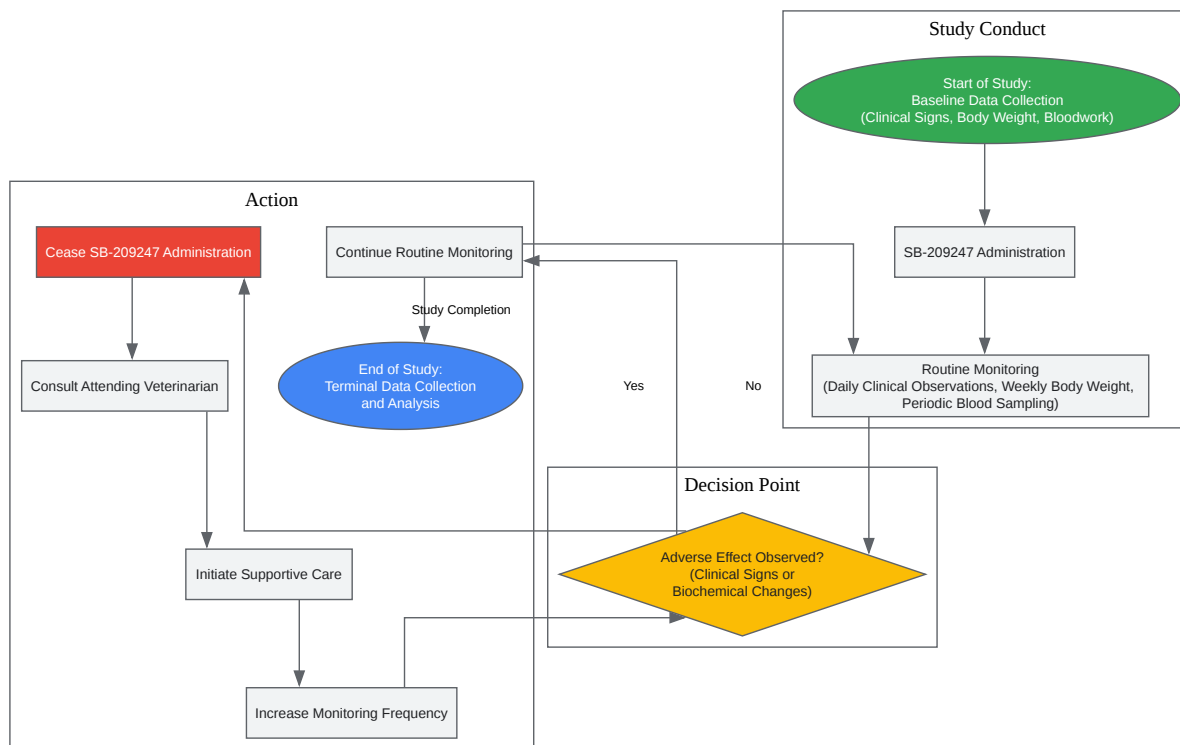 Study Conduct
Start of Study:
Baseline Data Collection
(Clinical Signs, Body Weight, Bloodwork)
SB-209247 Administration
Routine Monitoring
(Daily Clinical Observations, Weekly Body Weight,
Periodic Blood Sampling)
Action
Cease SB-209247 Administration
Continue Routine Monitoring
Study Completion
Consult Attending Veterinarian
End of Study:
Terminal Data Collection
and Analysis
Yes
No
Decision Point
Adverse Effect Observed?
(Clinical Signs or
Biochemical Changes)
Initiate Supportive Care
Increase Monitoring Frequency